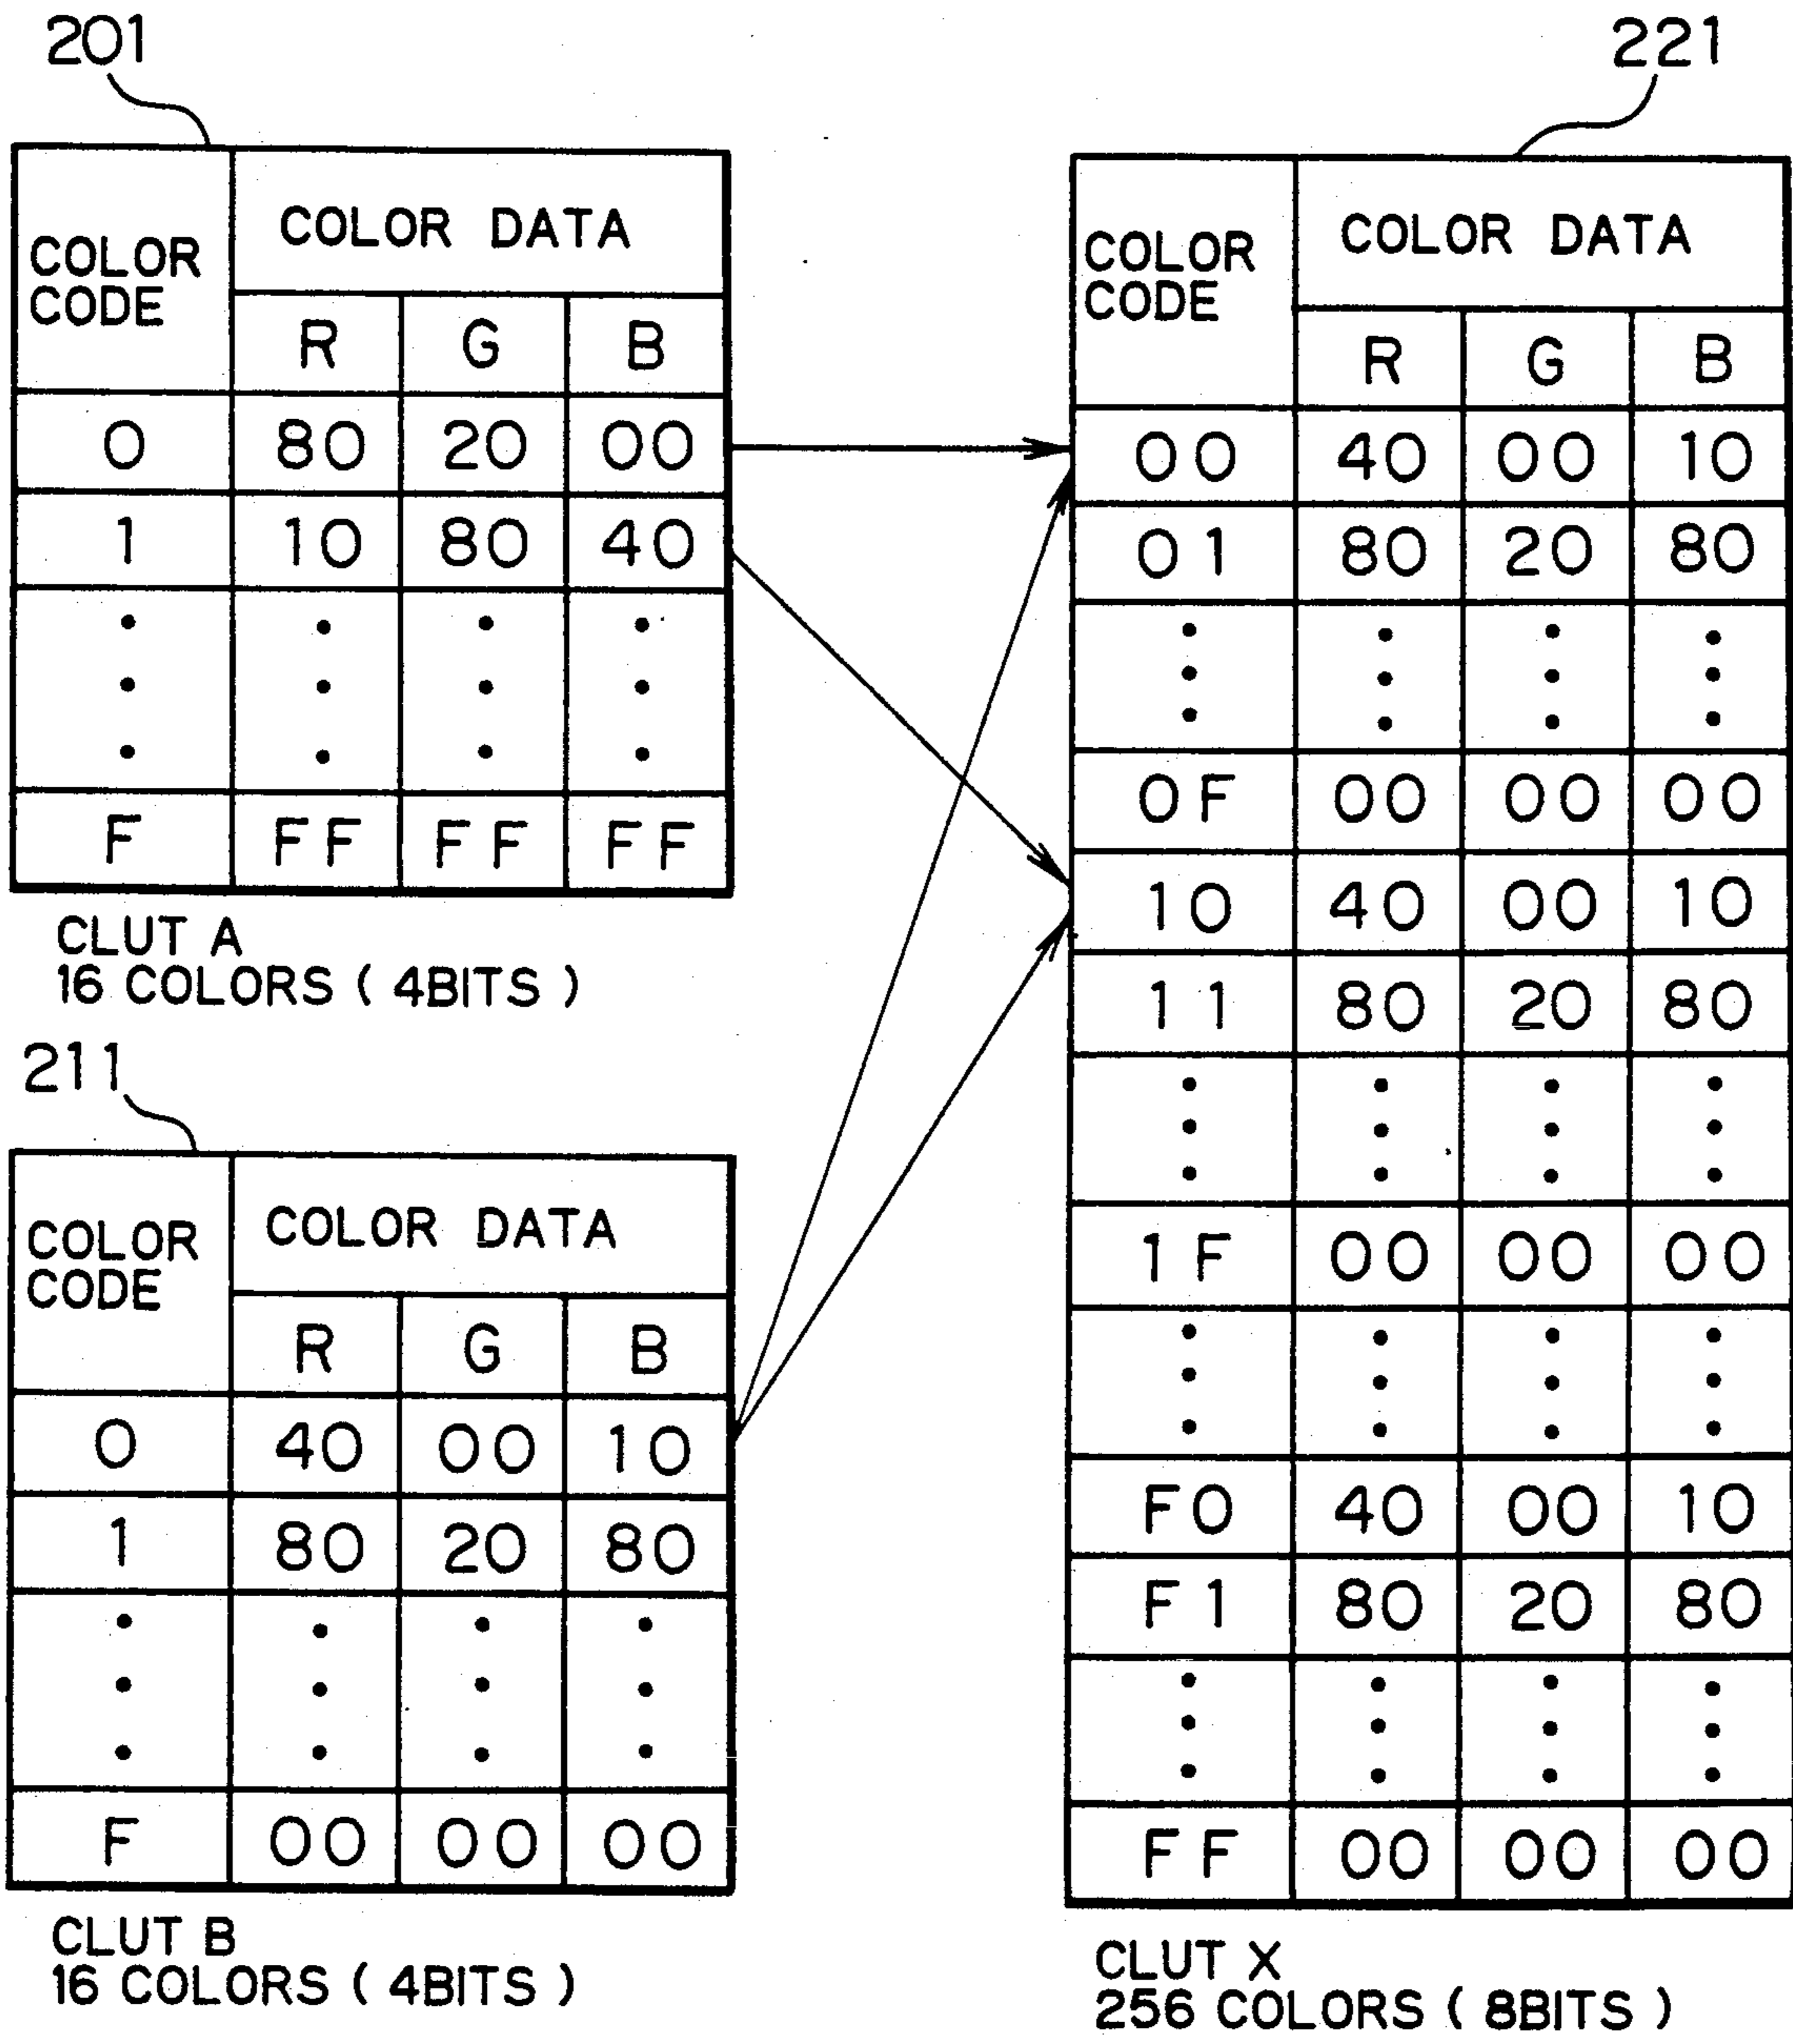 201
COLOR CODE
COLOR DATA
R G B
0 80 20 00
1 10 80 40
F FF FF FF
CLUT A
16 COLORS ( 4BITS )
211
COLOR CODE
COLOR DATA
R G B
0 40 00 10
1 80 20 80
F 00 00 00
CLUT B
16 COLORS ( 4BITS )
221
COLOR CODE
COLOR DATA
R G B
00 40 00 10
01 80 20 80
0F 00 00 00
10 40 00 10
11 80 20 80
1F 00 00 00
F0 40 00 10
F1 80 20 80
FF 00 00 00
CLUT X
256 COLORS ( 8BITS )